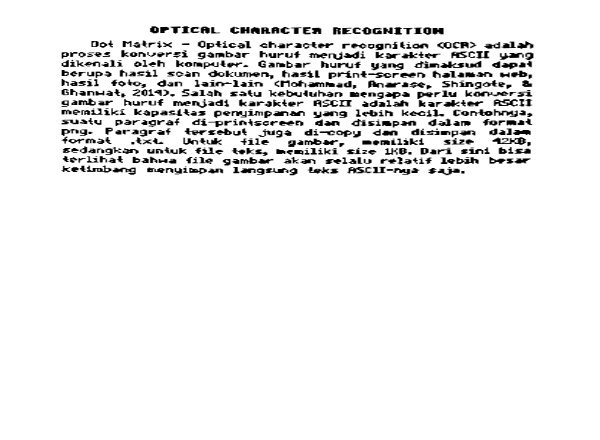 OPTICAL CHARACTER RECOGNITION
Dot Matrix - Optical character recognition (OCR) adalah
proses konversi gambar huruf menjadi karakter ASCII yang
dikenali oleh komputer. Gambar huruf yang dimaksud dapat
berupa hasil scan dokumen, hasil print-screen halaman web,
hasil foto, dan lain-lain (Mohammad, Anarase, Shingote, &
Ghanwat, 2014). Salah satu kebutuhan mengapa perlu konversi
gambar huruf menjadi karakter ASCII adalah karakter ASCII
memiliki kapasitas penyimpanan yang lebih kecil. Contohnya,
suatu paragraf di-printscreen dan disimpan dalam format
png. Paragraf tersebut juga di-copy dan disimpan dalam
format .txt. Untuk file gambar, memiliki size 42KB,
sedangkan untuk file teks, memiliki size 1KB. Dari sini bisa
terlihat bahwa file gambar akan selalu relatif lebih besar
ketimbang menyimpan langsung teks ASCII-nya saja.